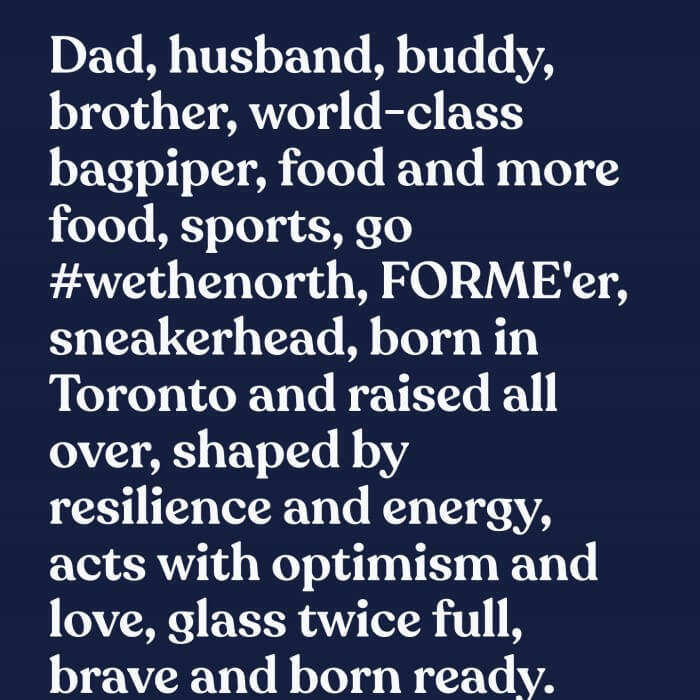 Dad, husband, buddy,
brother, world-class
bagpiper, food and more
food, sports, go
#wethenorth, FORME'er,
sneakerhead, born in
Toronto and raised all
over, shaped by
resilience and energy,
acts with optimism and
love, glass twice full,
brave and born ready.